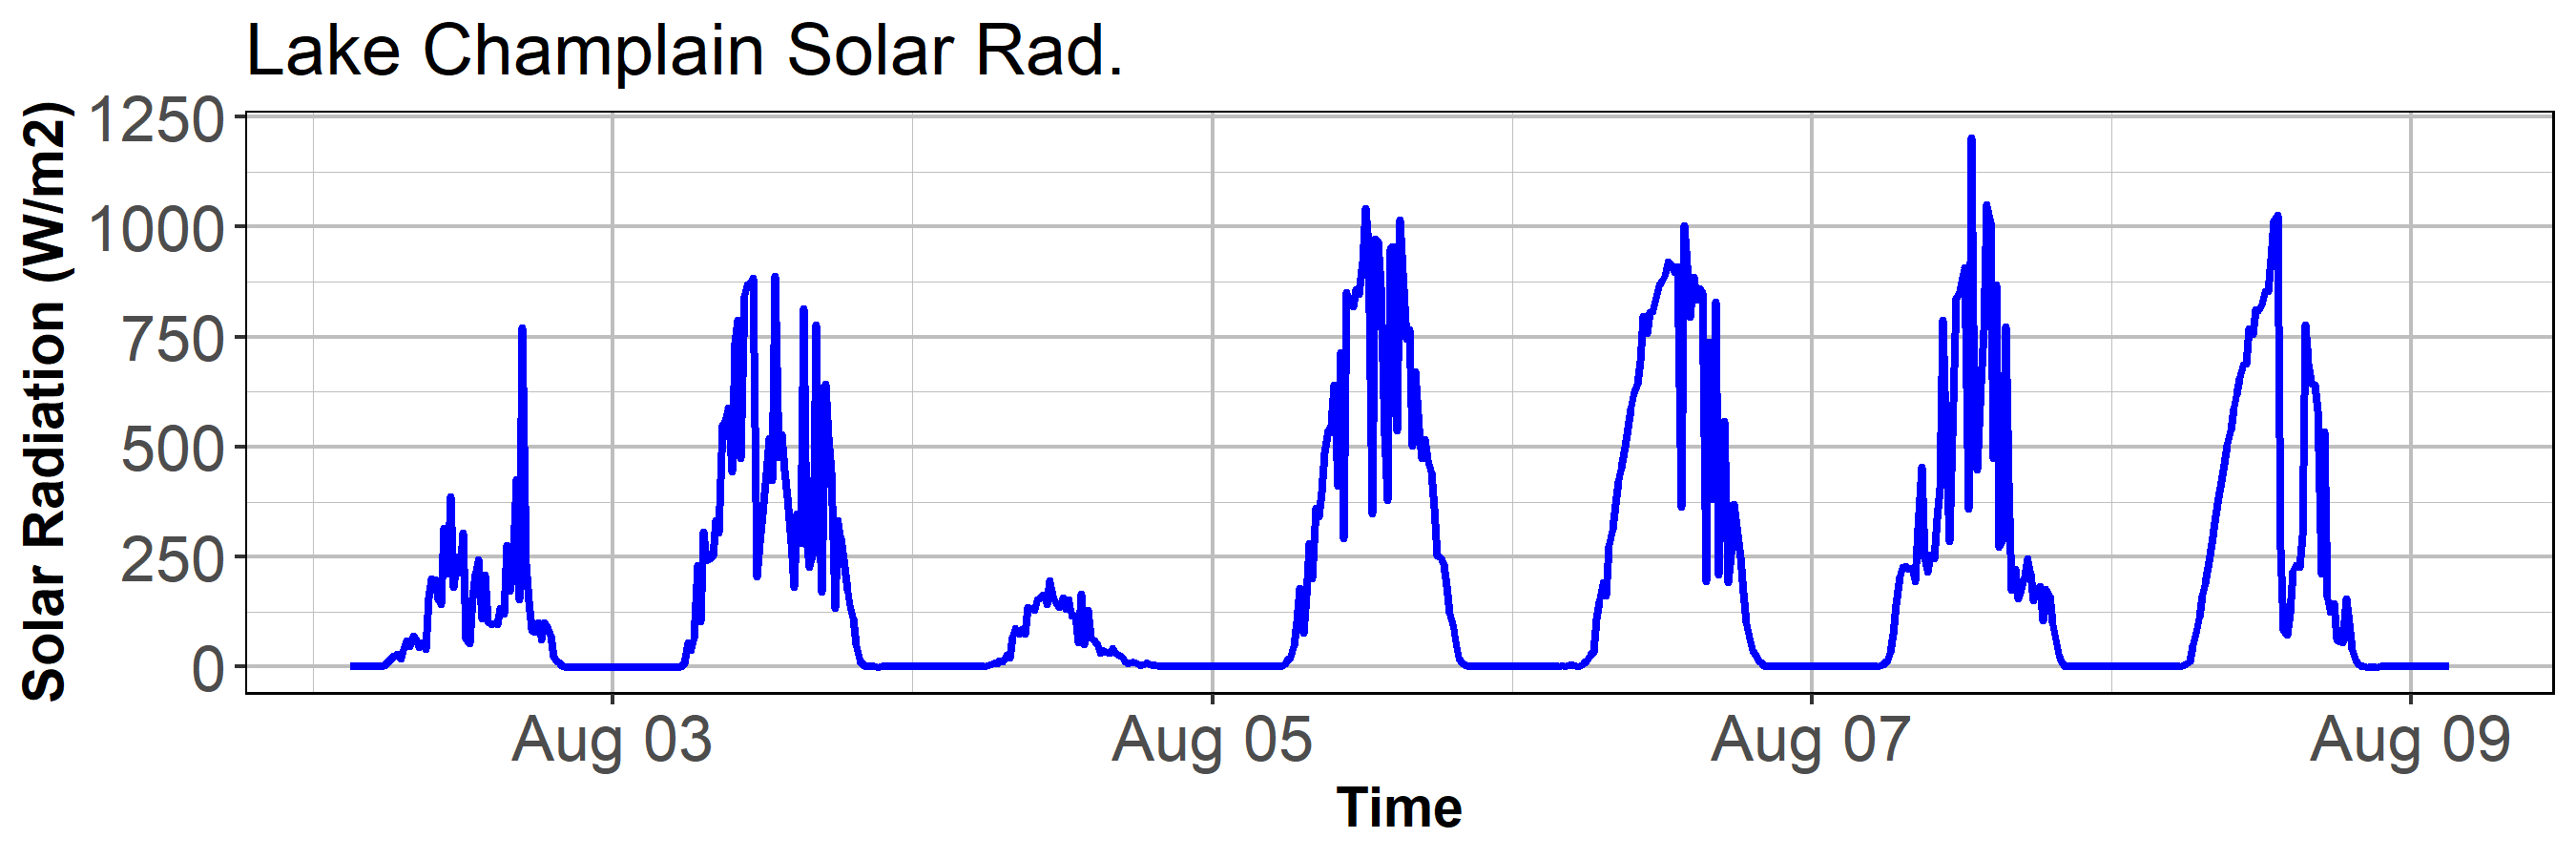 Lake Champlain Solar Rad.
Solar Radiation (W/m2)
1250
1000
750
500
250
0
Aug 03
Aug 05
Aug 07
Aug 09
Time